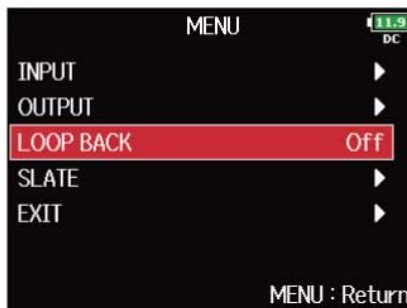 MENU
11.9
DC
INPUT
OUTPUT
LOOP BACK Off
SLATE
EXIT
MENU : Return